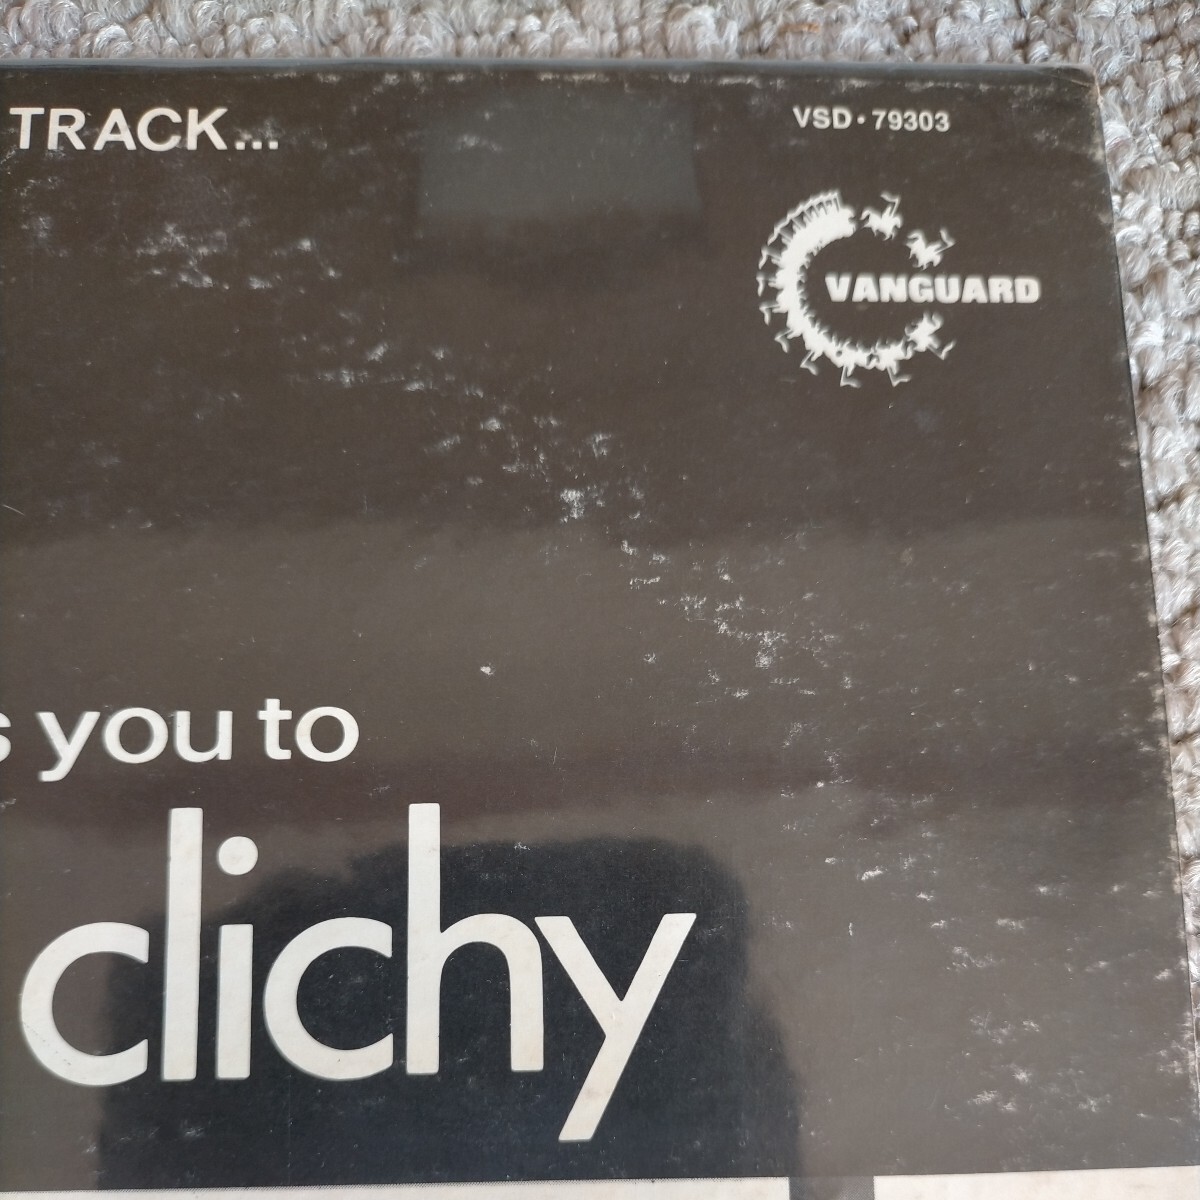 TRACK...
VSD • 79303
VANGUARD
s you to
clichy